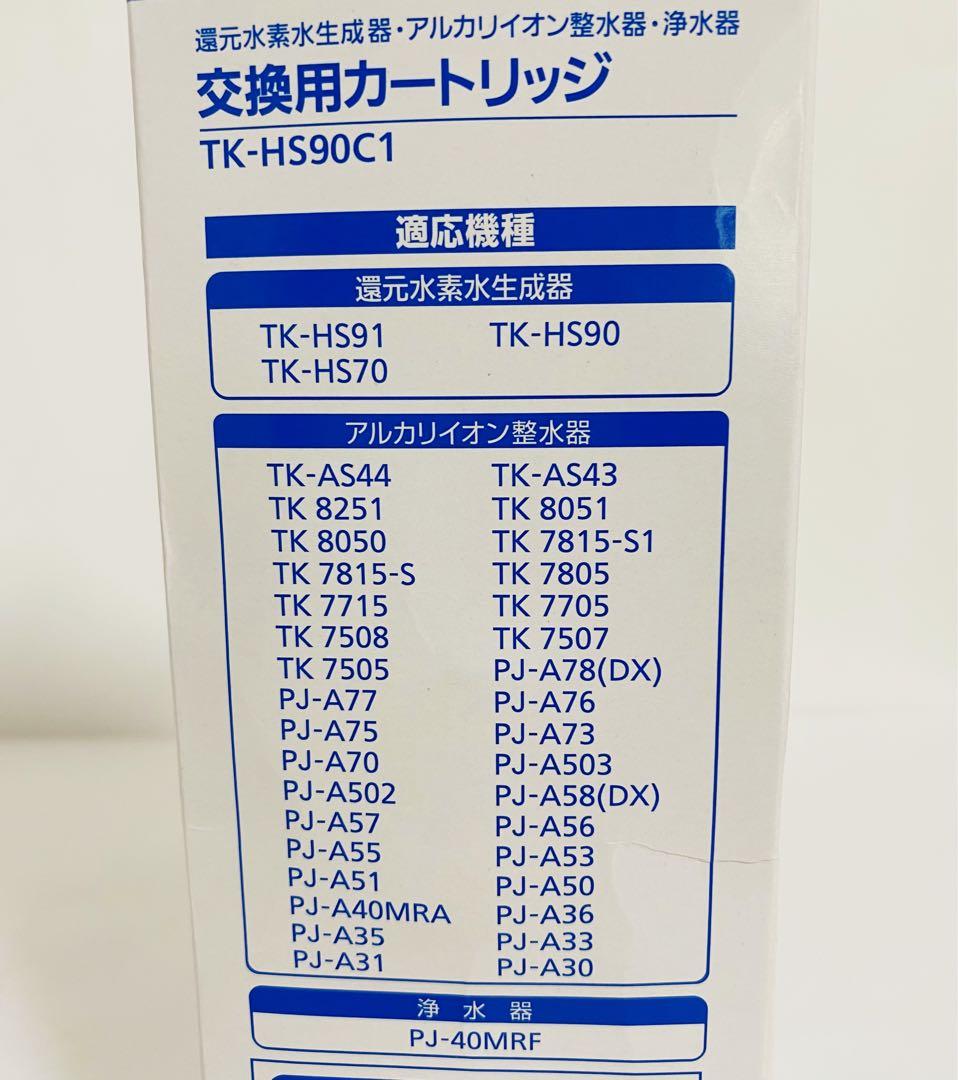 還元水素水生成器・アルカリイオン整水器・浄水器
交換用カートリッジ
TK-HS90C1
適応機種
還元水素水生成器
TK-HS91 TK-HS90
TK-HS70
アルカリイオン整水器
TK-AS44 TK-AS43
TK 8251 TK 8051
TK 8050 TK 7815-S1
TK 7815-S TK 7805
TK 7715 TK 7705
TK 7508 TK 7507
TK 7505 PJ-A78(DX)
PJ-A77 PJ-A76
PJ-A75 PJ-A73
PJ-A70 PJ-A503
PJ-A502 PJ-A58(DX)
PJ-A57 PJ-A56
PJ-A55 PJ-A53
PJ-A51 PJ-A50
PJ-A40MRA PJ-A36
PJ-A35 PJ-A33
PJ-A31 PJ-A30
浄 水 器
PJ-40MRF